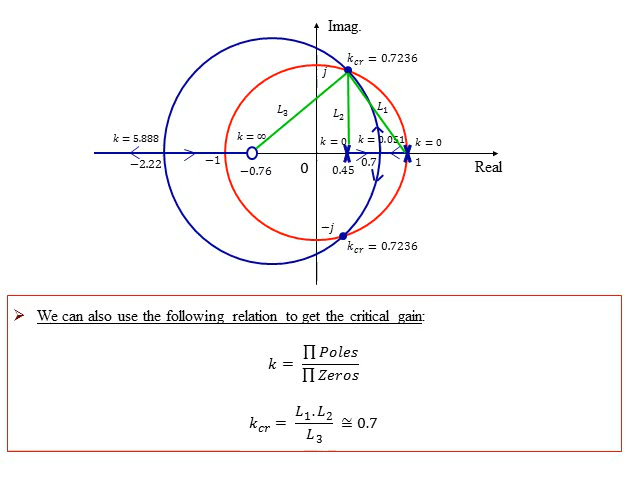 Imag.
k_cr = 0.7236
j
L_1
L_3
L_2
k = 5.888
k = ∞
k = 0
k = 0.051
k = 0
−2.22
−1
−0.76
0
0.45
0.7
1
Real
−j
k_cr = 0.7236
➢ We can also use the following relation to get the critical gain:
k = ∏ Poles / ∏ Zeros
k_cr = L_1.L_2 / L_3 ≅ 0.7